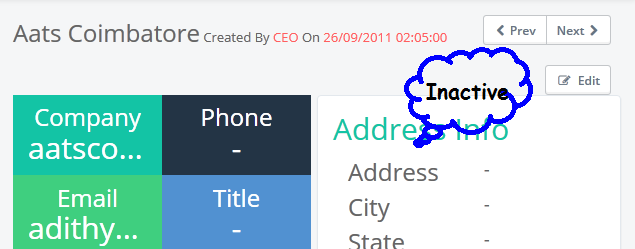 Aats Coimbatore Created By CEO On 26/09/2011 02:05:00
Prev
Next
Inactive
Edit
Company
aatsco...
Phone
-
Email
adithy...
Title
-
Address Info
Address -
City -
State -